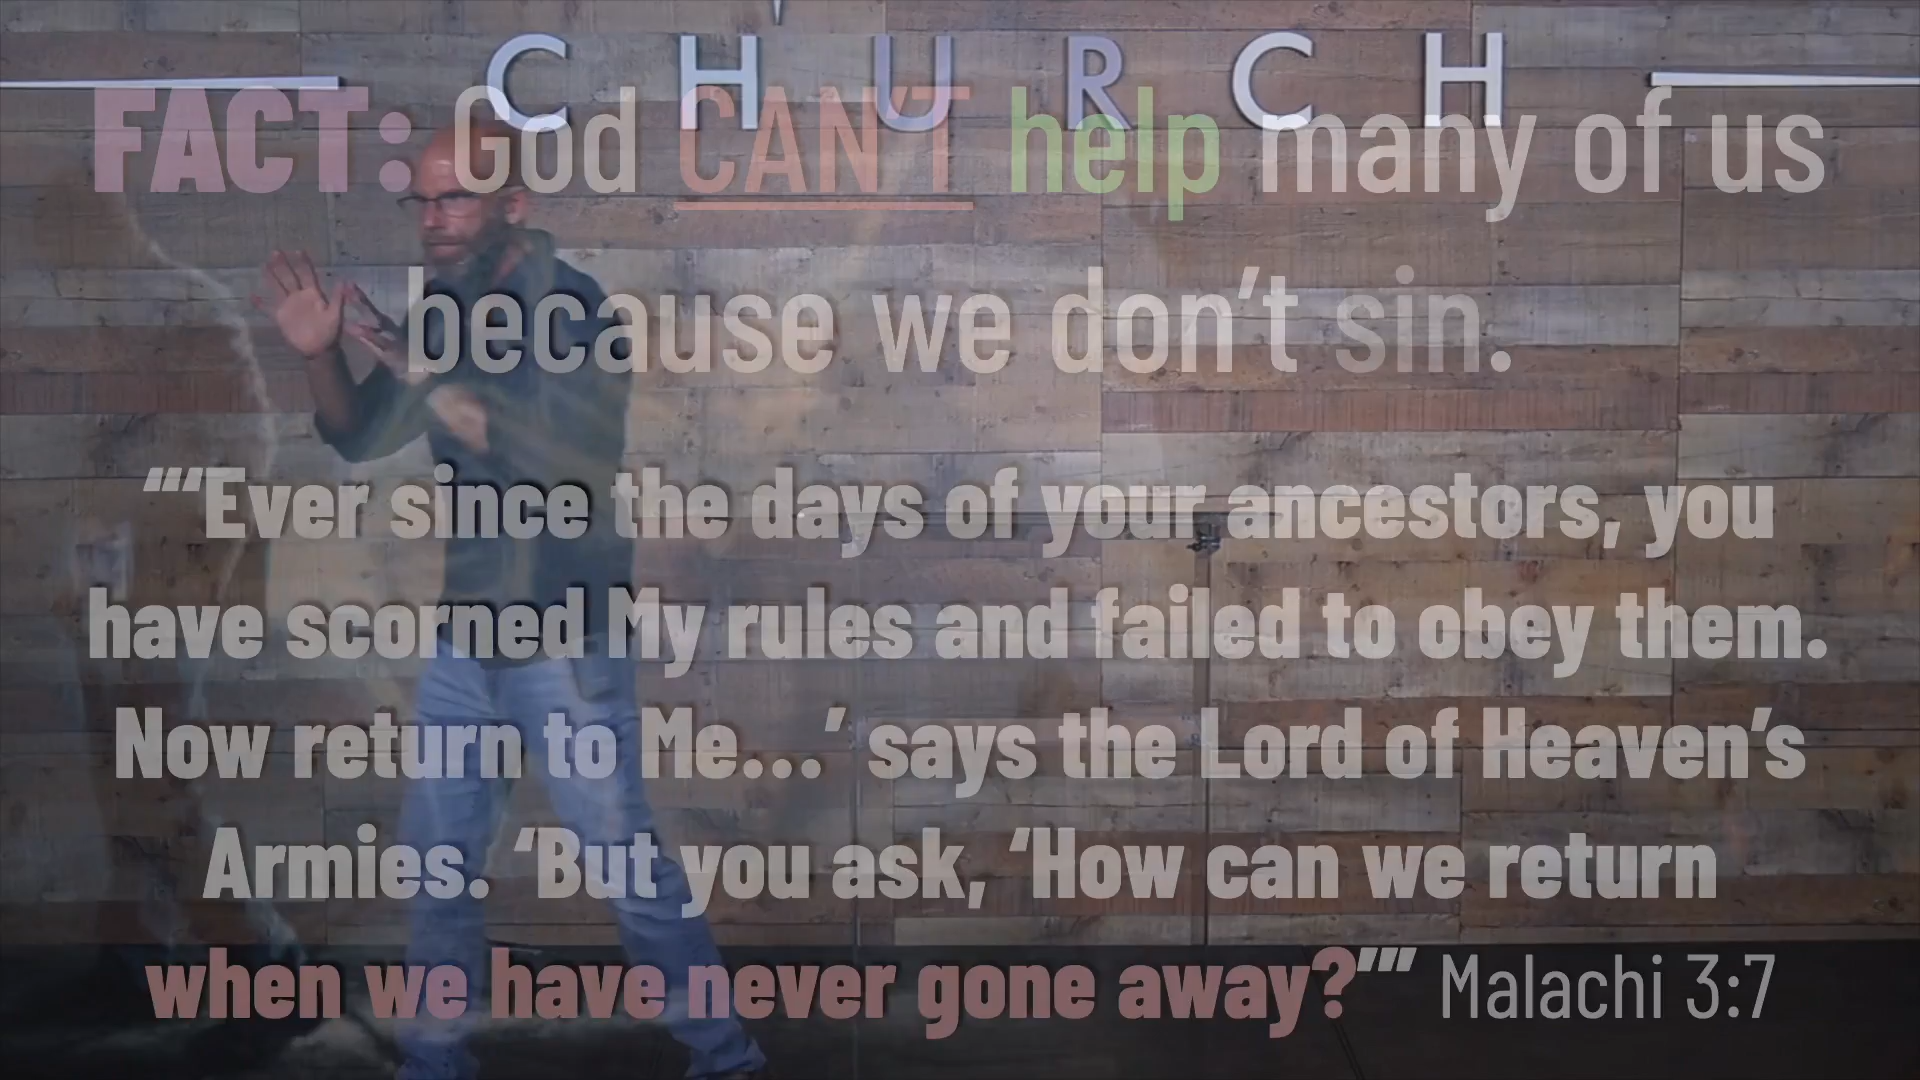 CHURCH
FACT: God CAN'T help many of us
because we don't sin.
"'Ever since the days of your ancestors, you
have scorned My rules and failed to obey them.
Now return to Me...' says the Lord of Heaven's
Armies. 'But you ask, 'How can we return
when we have never gone away?'" Malachi 3:7